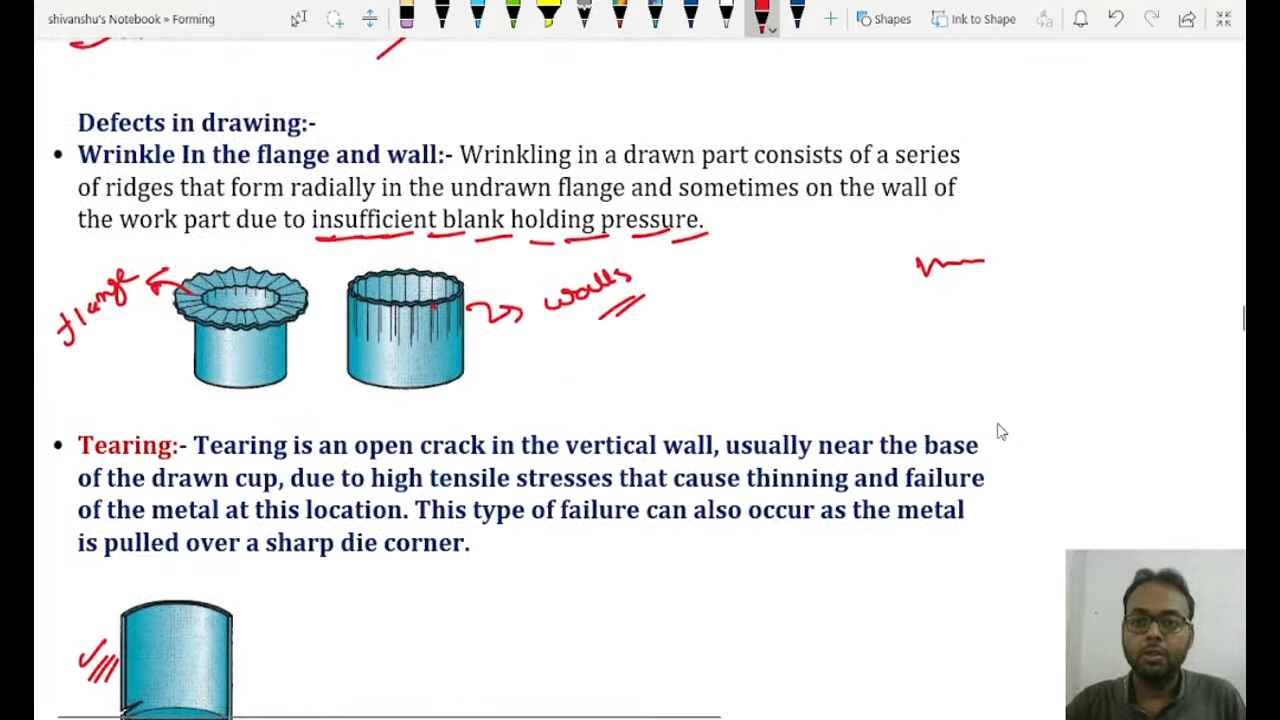 shivanshu's Notebook » Forming
Shapes
Ink to Shape
Defects in drawing:-
• Wrinkle In the flange and wall:- Wrinkling in a drawn part consists of a series
of ridges that form radially in the undrawn flange and sometimes on the wall of
the work part due to insufficient blank holding pressure.
flange
walls
• Tearing:- Tearing is an open crack in the vertical wall, usually near the base
of the drawn cup, due to high tensile stresses that cause thinning and failure
of the metal at this location. This type of failure can also occur as the metal
is pulled over a sharp die corner.